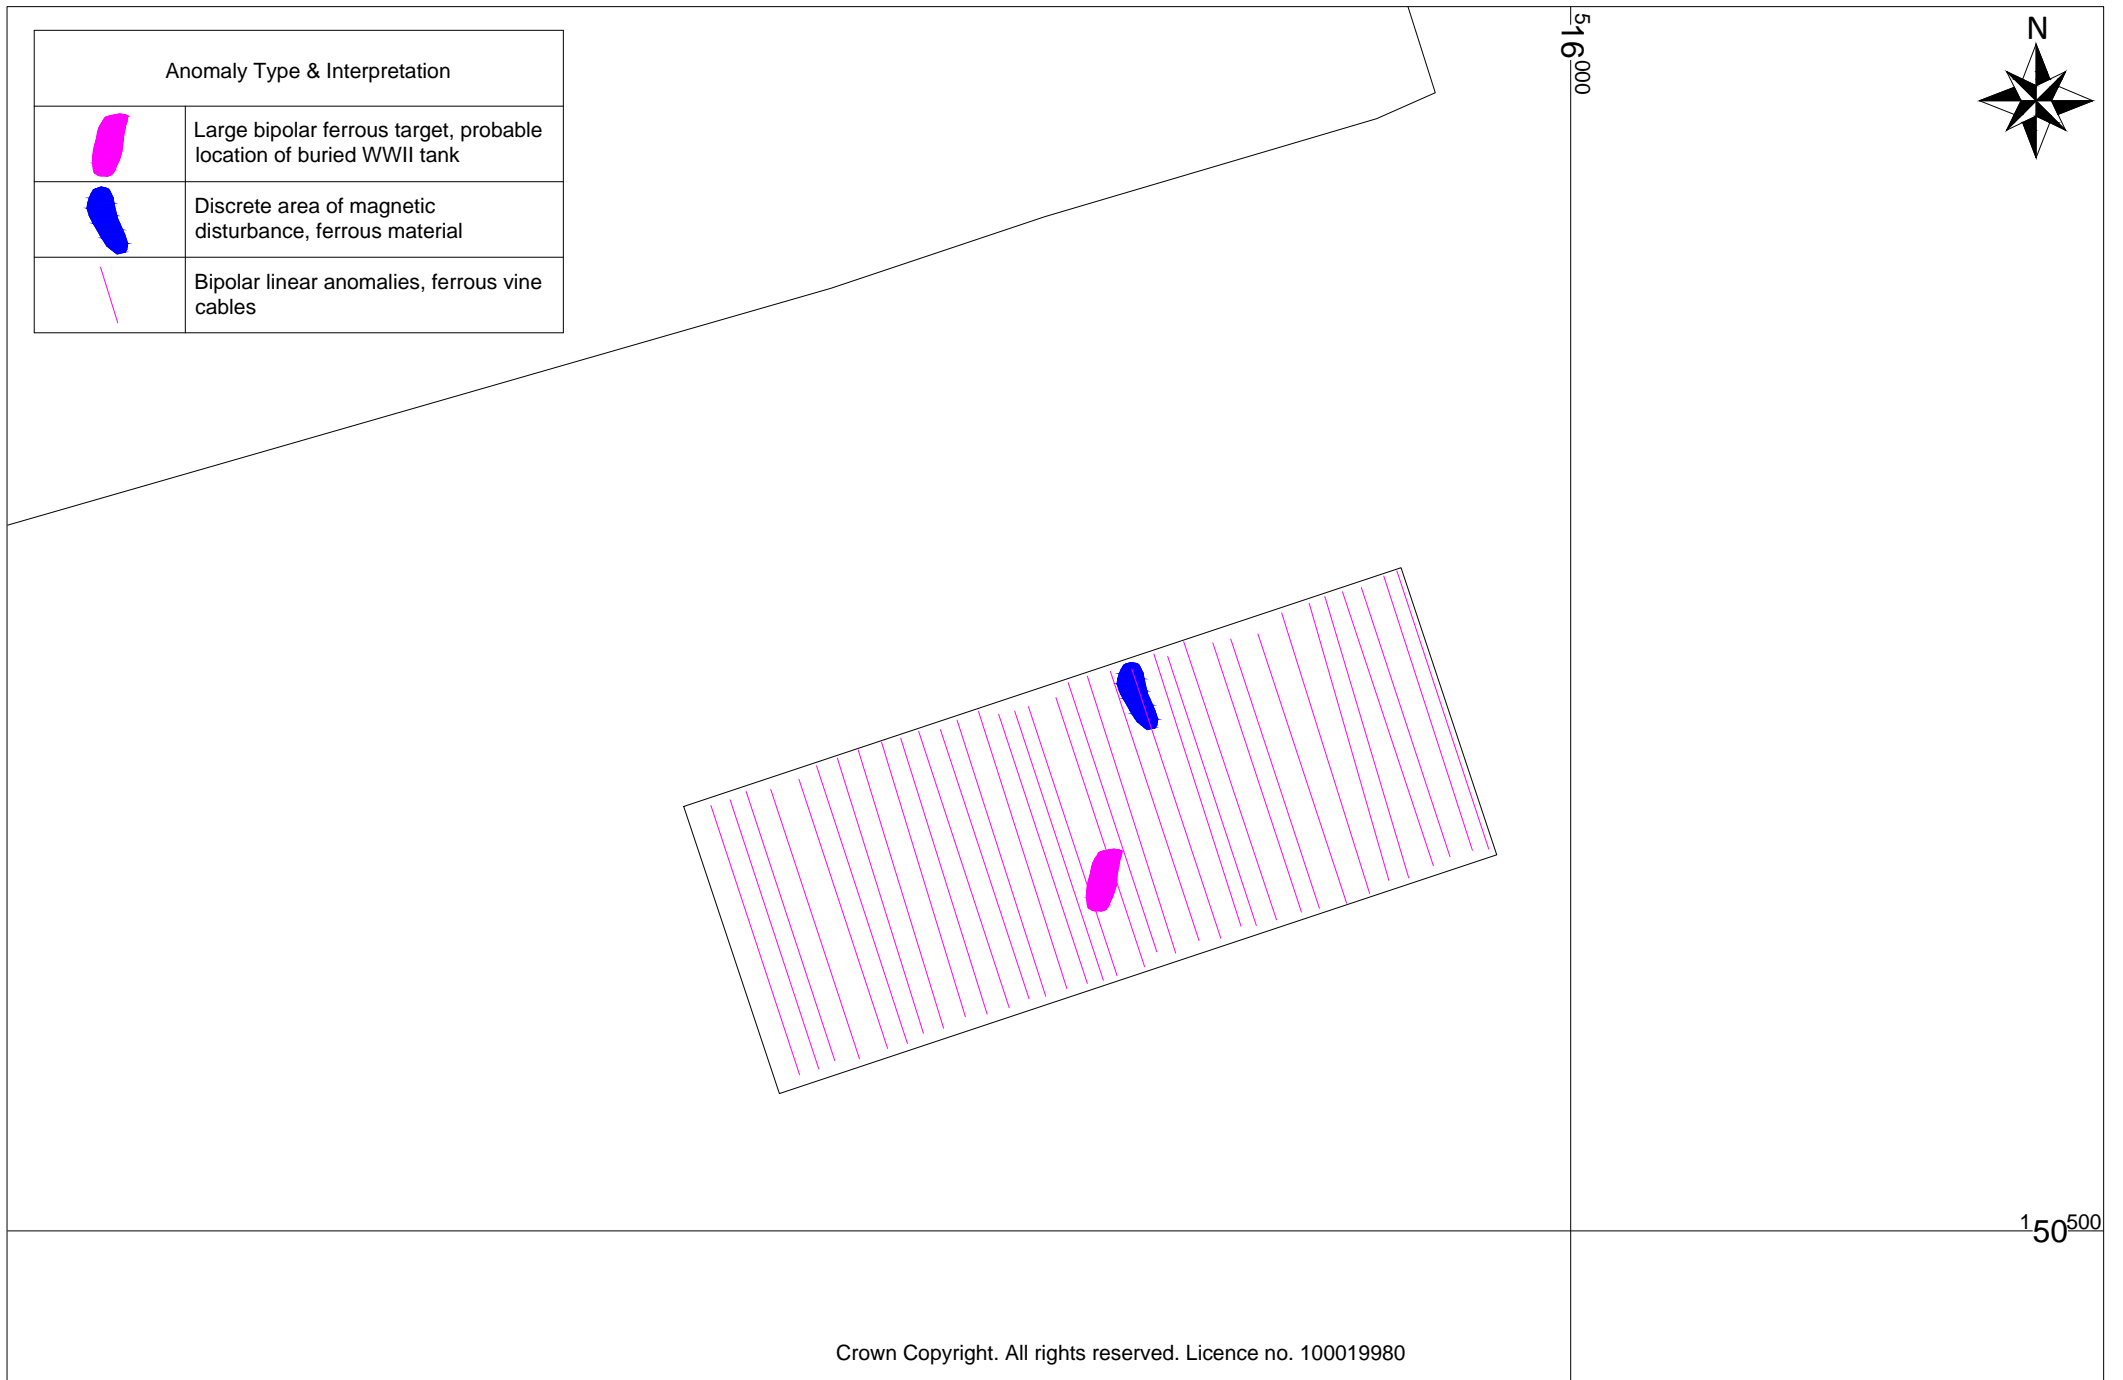 Anomaly Type & Interpretation
Large bipolar ferrous target, probable
location of buried WWII tank
Discrete area of magnetic
disturbance, ferrous material
Bipolar linear anomalies, ferrous vine
cables
516000
N
150500
Crown Copyright. All rights reserved. Licence no. 100019980